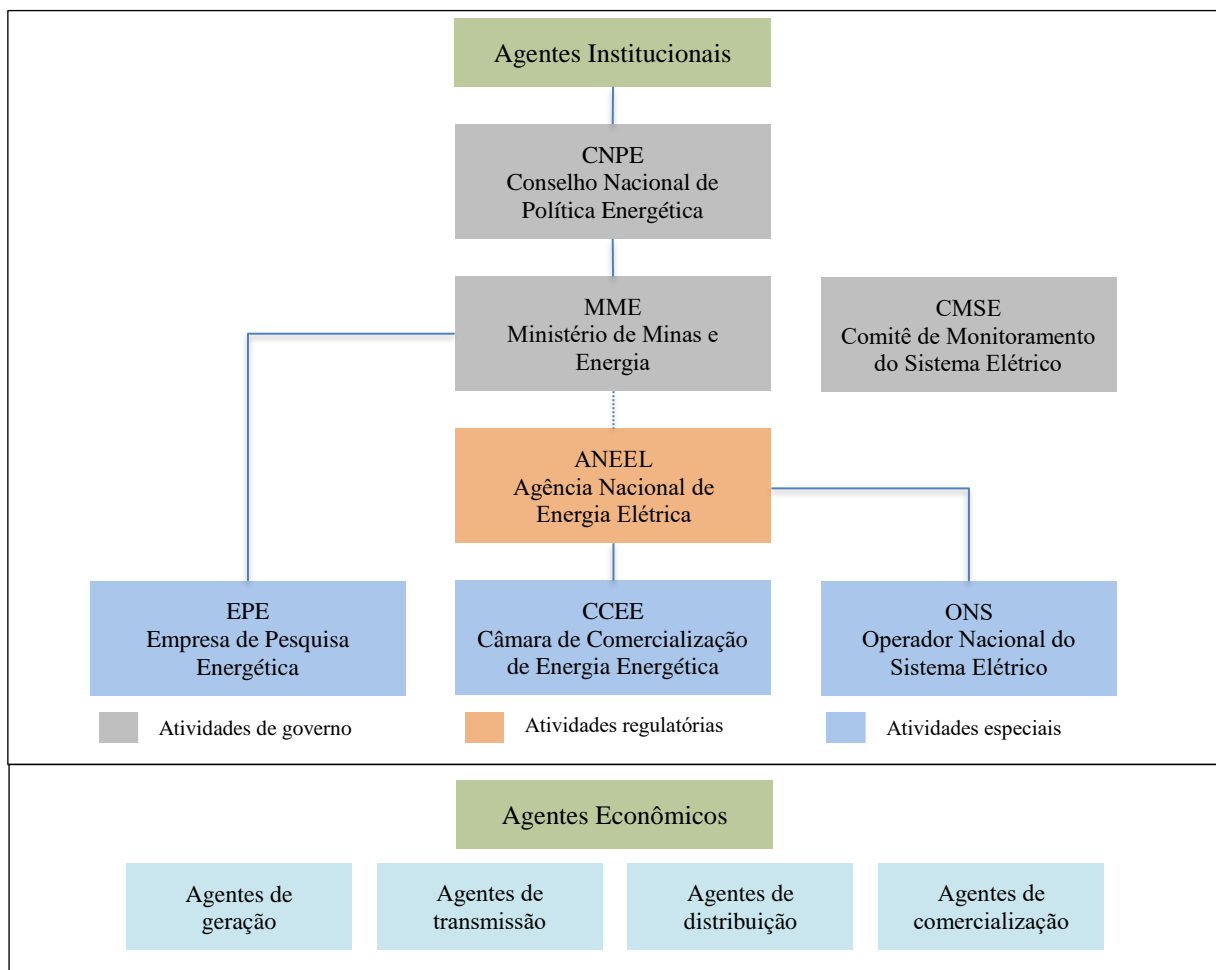 Agentes Institucionais
CNPE
Conselho Nacional de
Política Energética
MME
Ministério de Minas e
Energia
CMSE
Comitê de Monitoramento
do Sistema Elétrico
ANEEL
Agência Nacional de
Energia Elétrica
EPE
Empresa de Pesquisa
Energética
CCEE
Câmara de Comercialização
de Energia Energética
ONS
Operador Nacional do
Sistema Elétrico
Atividades de governo
Atividades regulatórias
Atividades especiais
Agentes Econômicos
Agentes de
geração
Agentes de
transmissão
Agentes de
distribuição
Agentes de
comercialização